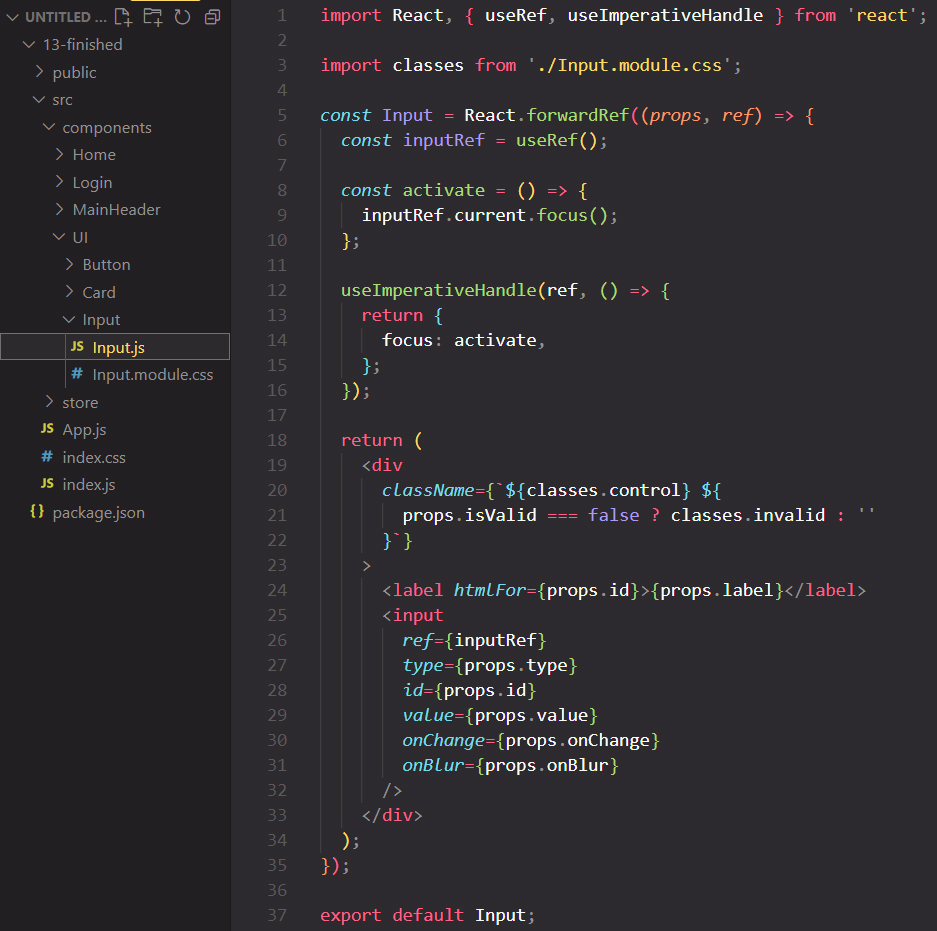 UNTITLED ...
13-finished
public
src
components
Home
Login
MainHeader
UI
Button
Card
Input
JS Input.js
# Input.module.css
store
JS App.js
# index.css
JS index.js
{} package.json
1 import React, { useRef, useImperativeHandle } from 'react';
2
3 import classes from './Input.module.css';
4
5 const Input = React.forwardRef((props, ref) => {
6   const inputRef = useRef();
7
8   const activate = () => {
9     inputRef.current.focus();
10   };
11
12   useImperativeHandle(ref, () => {
13     return {
14       focus: activate,
15     };
16   });
17
18   return (
19     <div
20       className={`${classes.control} ${
21         props.isValid === false ? classes.invalid : ''
22       }`}
23     >
24       <label htmlFor={props.id}>{props.label}</label>
25       <input
26         ref={inputRef}
27         type={props.type}
28         id={props.id}
29         value={props.value}
30         onChange={props.onChange}
31         onBlur={props.onBlur}
32       />
33     </div>
34   );
35 });
36
37 export default Input;